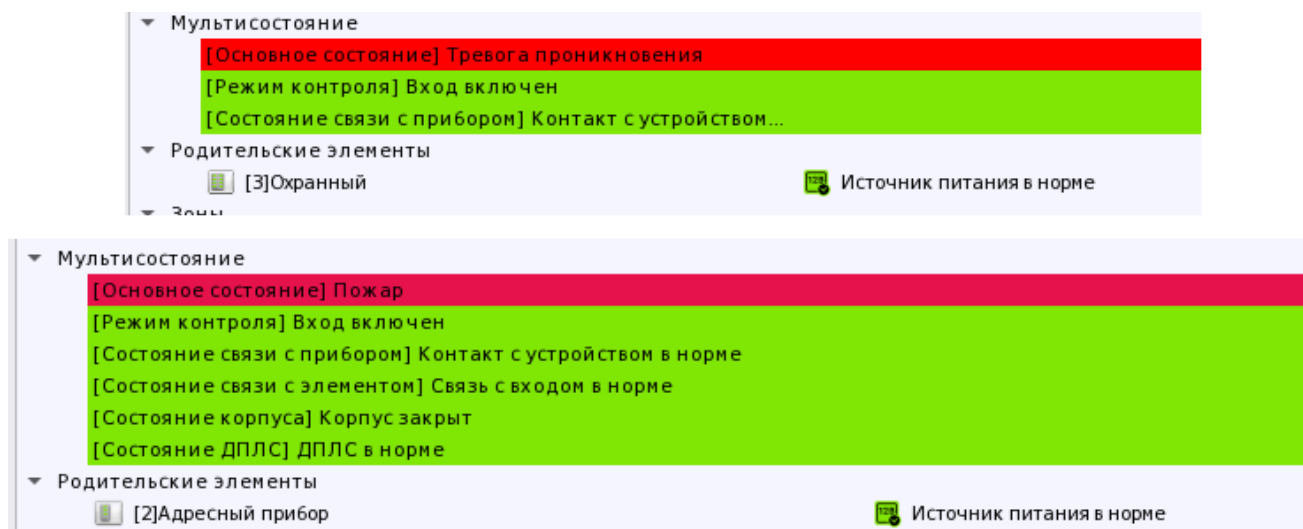 Мультисостояние
[Основное состояние] Тревога проникновения
[Режим контроля] Вход включен
[Состояние связи с прибором] Контакт с устройством...
Родительские элементы
[3]Охранный Источник питания в норме
Зоны
Мультисостояние
[Основное состояние] Пожар
[Режим контроля] Вход включен
[Состояние связи с прибором] Контакт с устройством в норме
[Состояние связи с элементом] Связь с входом в норме
[Состояние корпуса] Корпус закрыт
[Состояние ДПЛС] ДПЛС в норме
Родительские элементы
[2]Адресный прибор Источник питания в норме